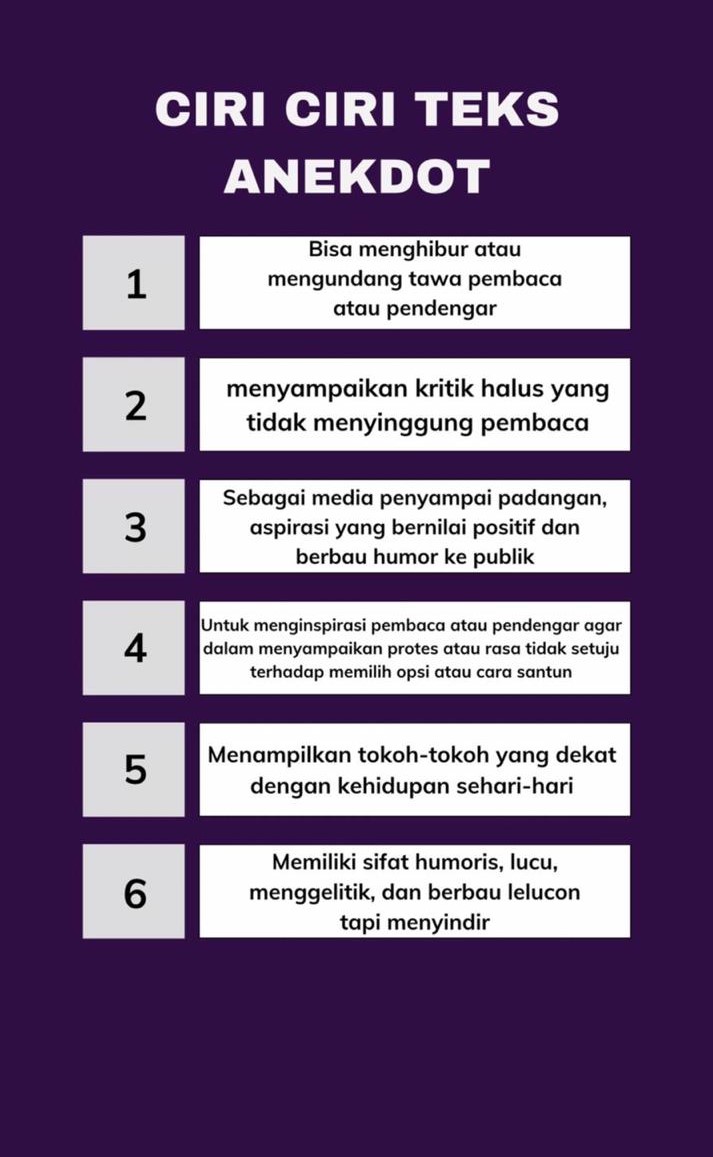 CIRI CIRI TEKS
ANEKDOT
1
Bisa menghibur atau
mengundang tawa pembaca
atau pendengar
2
menyampaikan kritik halus yang
tidak menyinggung pembaca
3
Sebagai media penyampai padangan,
aspirasi yang bernilai positif dan
berbau humor ke publik
4
Untuk menginspirasi pembaca atau pendengar agar
dalam menyampaikan protes atau rasa tidak setuju
terhadap memilih opsi atau cara santun
5
Menampilkan tokoh-tokoh yang dekat
dengan kehidupan sehari-hari
6
Memiliki sifat humoris, lucu,
menggelitik, dan berbau lelucon
tapi menyindir